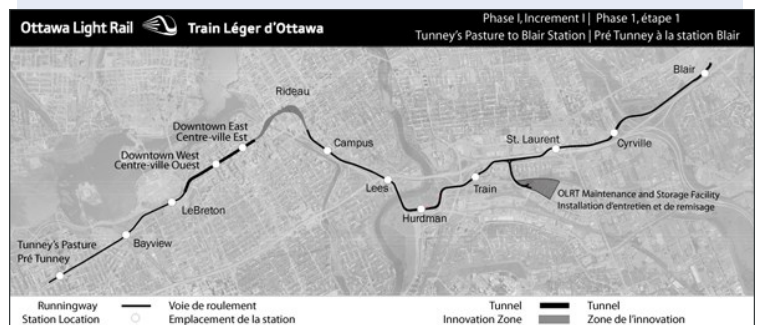 Ottawa Light Rail Train Léger d'Ottawa
Phase I, Increment I | Phase 1, étape 1
Tunney's Pasture to Blair Station | Pré Tunney à la station Blair
Blair
Rideau
Downtown East
Centre-ville Est
Campus
St. Laurent
Cyrville
Downtown West
Centre-ville Ouest
Lees
Train
OLRT Maintenance and Storage Facility
Installation d'entretien et de remisage
LeBreton
Hurdman
Tunney's Pasture
Pré Tunney
Bayview
Runningway Voie de roulement
Station Location Emplacement de la station
Tunnel Tunnel
Innovation Zone Zone de l'innovation